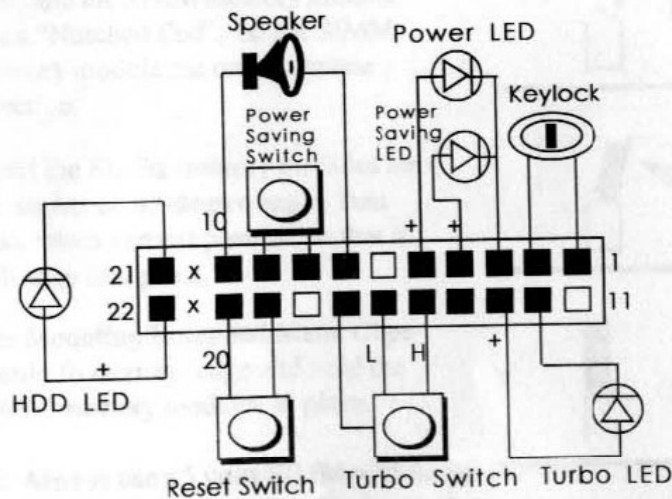 Speaker
Power LED
Keylock
Power
Saving
Switch
Power
Saving
LED
10
+
+
21
x
1
22
x
11
20
L
H
+
+
HDD LED
Reset Switch
Turbo Switch
Turbo LED